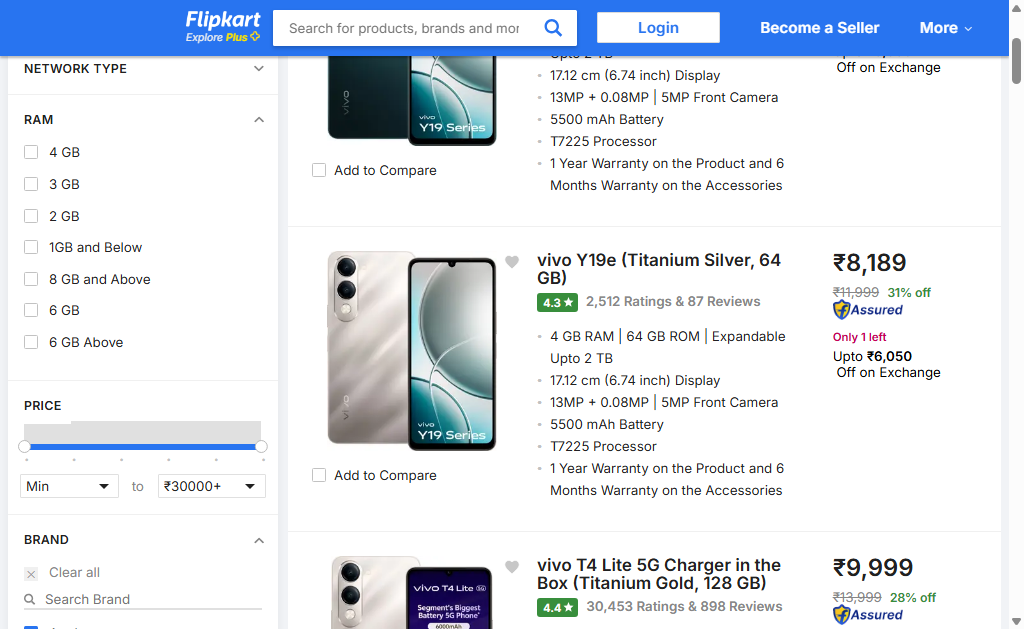 Flipkart
Explore Plus
Search for products, brands and mor
Login
Become a Seller
More
NETWORK TYPE
RAM
4 GB
3 GB
2 GB
1GB and Below
8 GB and Above
6 GB
6 GB Above
PRICE
Min
to
₹30000+
BRAND
Clear all
Search Brand
vivo
vivo
Y19 Series
Add to Compare
Upto 2 TB
17.12 cm (6.74 inch) Display
13MP + 0.08MP | 5MP Front Camera
5500 mAh Battery
T7225 Processor
1 Year Warranty on the Product and 6
Months Warranty on the Accessories
Off on Exchange
vivo
vivo
Y19 Series
Add to Compare
vivo Y19e (Titanium Silver, 64
GB)
4.3★
2,512 Ratings & 87 Reviews
4 GB RAM | 64 GB ROM | Expandable
Upto 2 TB
17.12 cm (6.74 inch) Display
13MP + 0.08MP | 5MP Front Camera
5500 mAh Battery
T7225 Processor
1 Year Warranty on the Product and 6
Months Warranty on the Accessories
₹8,189
₹11,999 31% off
Assured
Only 1 left
Upto ₹6,050
Off on Exchange
vivo T4 Lite 5G
Segment's Biggest
Battery 5G Phone
6000mAh
vivo T4 Lite 5G Charger in the
Box (Titanium Gold, 128 GB)
4.4★
30,453 Ratings & 898 Reviews
₹9,999
₹13,999 28% off
Assured